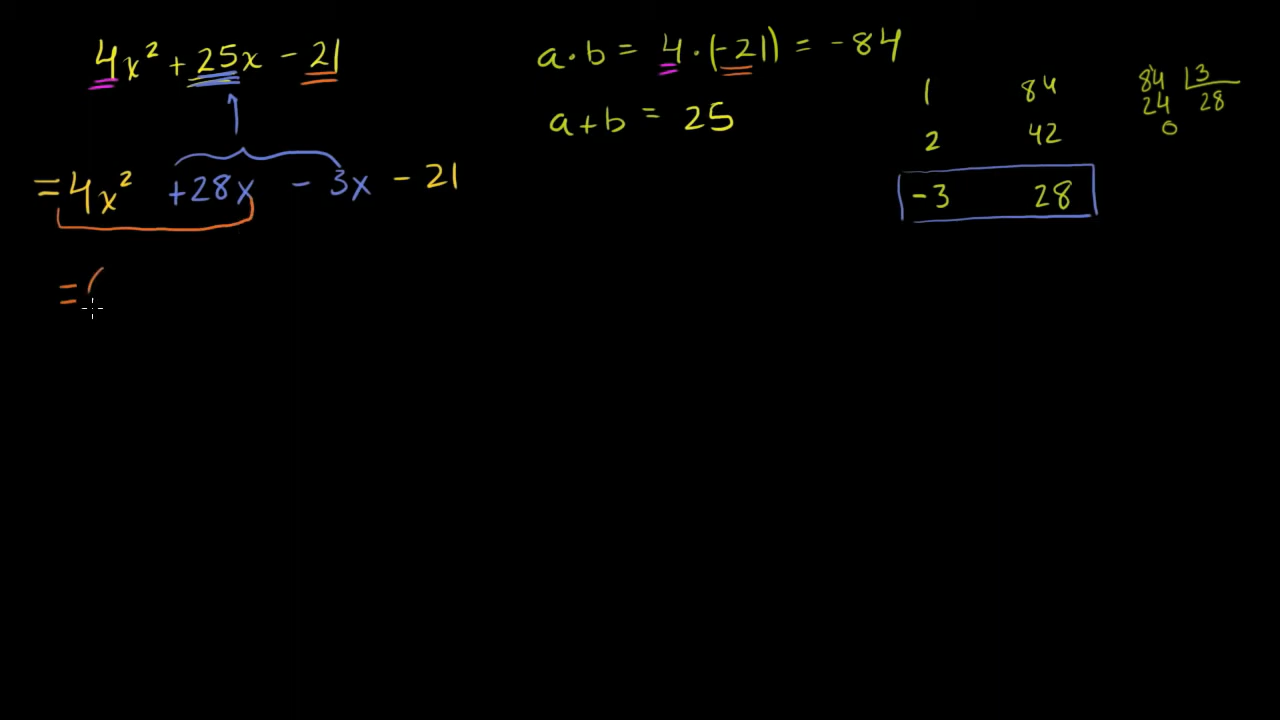 4x² + 25x - 21
a·b = 4·(-21) = -84
1 84
84 3
24 28
0
a+b = 25
2 42
= 4x² +28x - 3x - 21
-3 28
= (